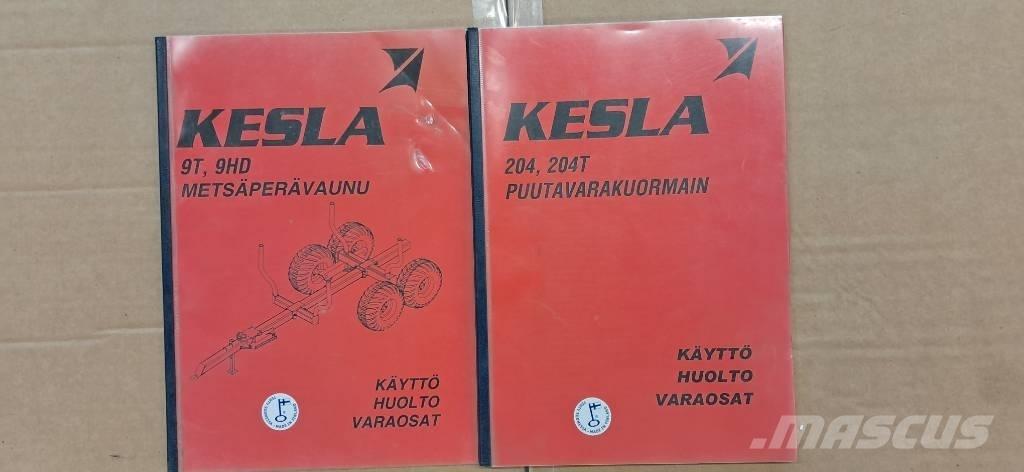 KESLA
9T, 9HD
METSÄPERÄVAUNU
KÄYTTÖ
HUOLTO
VARAOSAT
KESLA
204, 204T
PUUTAVARAKUORMAIN
KÄYTTÖ
HUOLTO
VARAOSAT
MASCUS